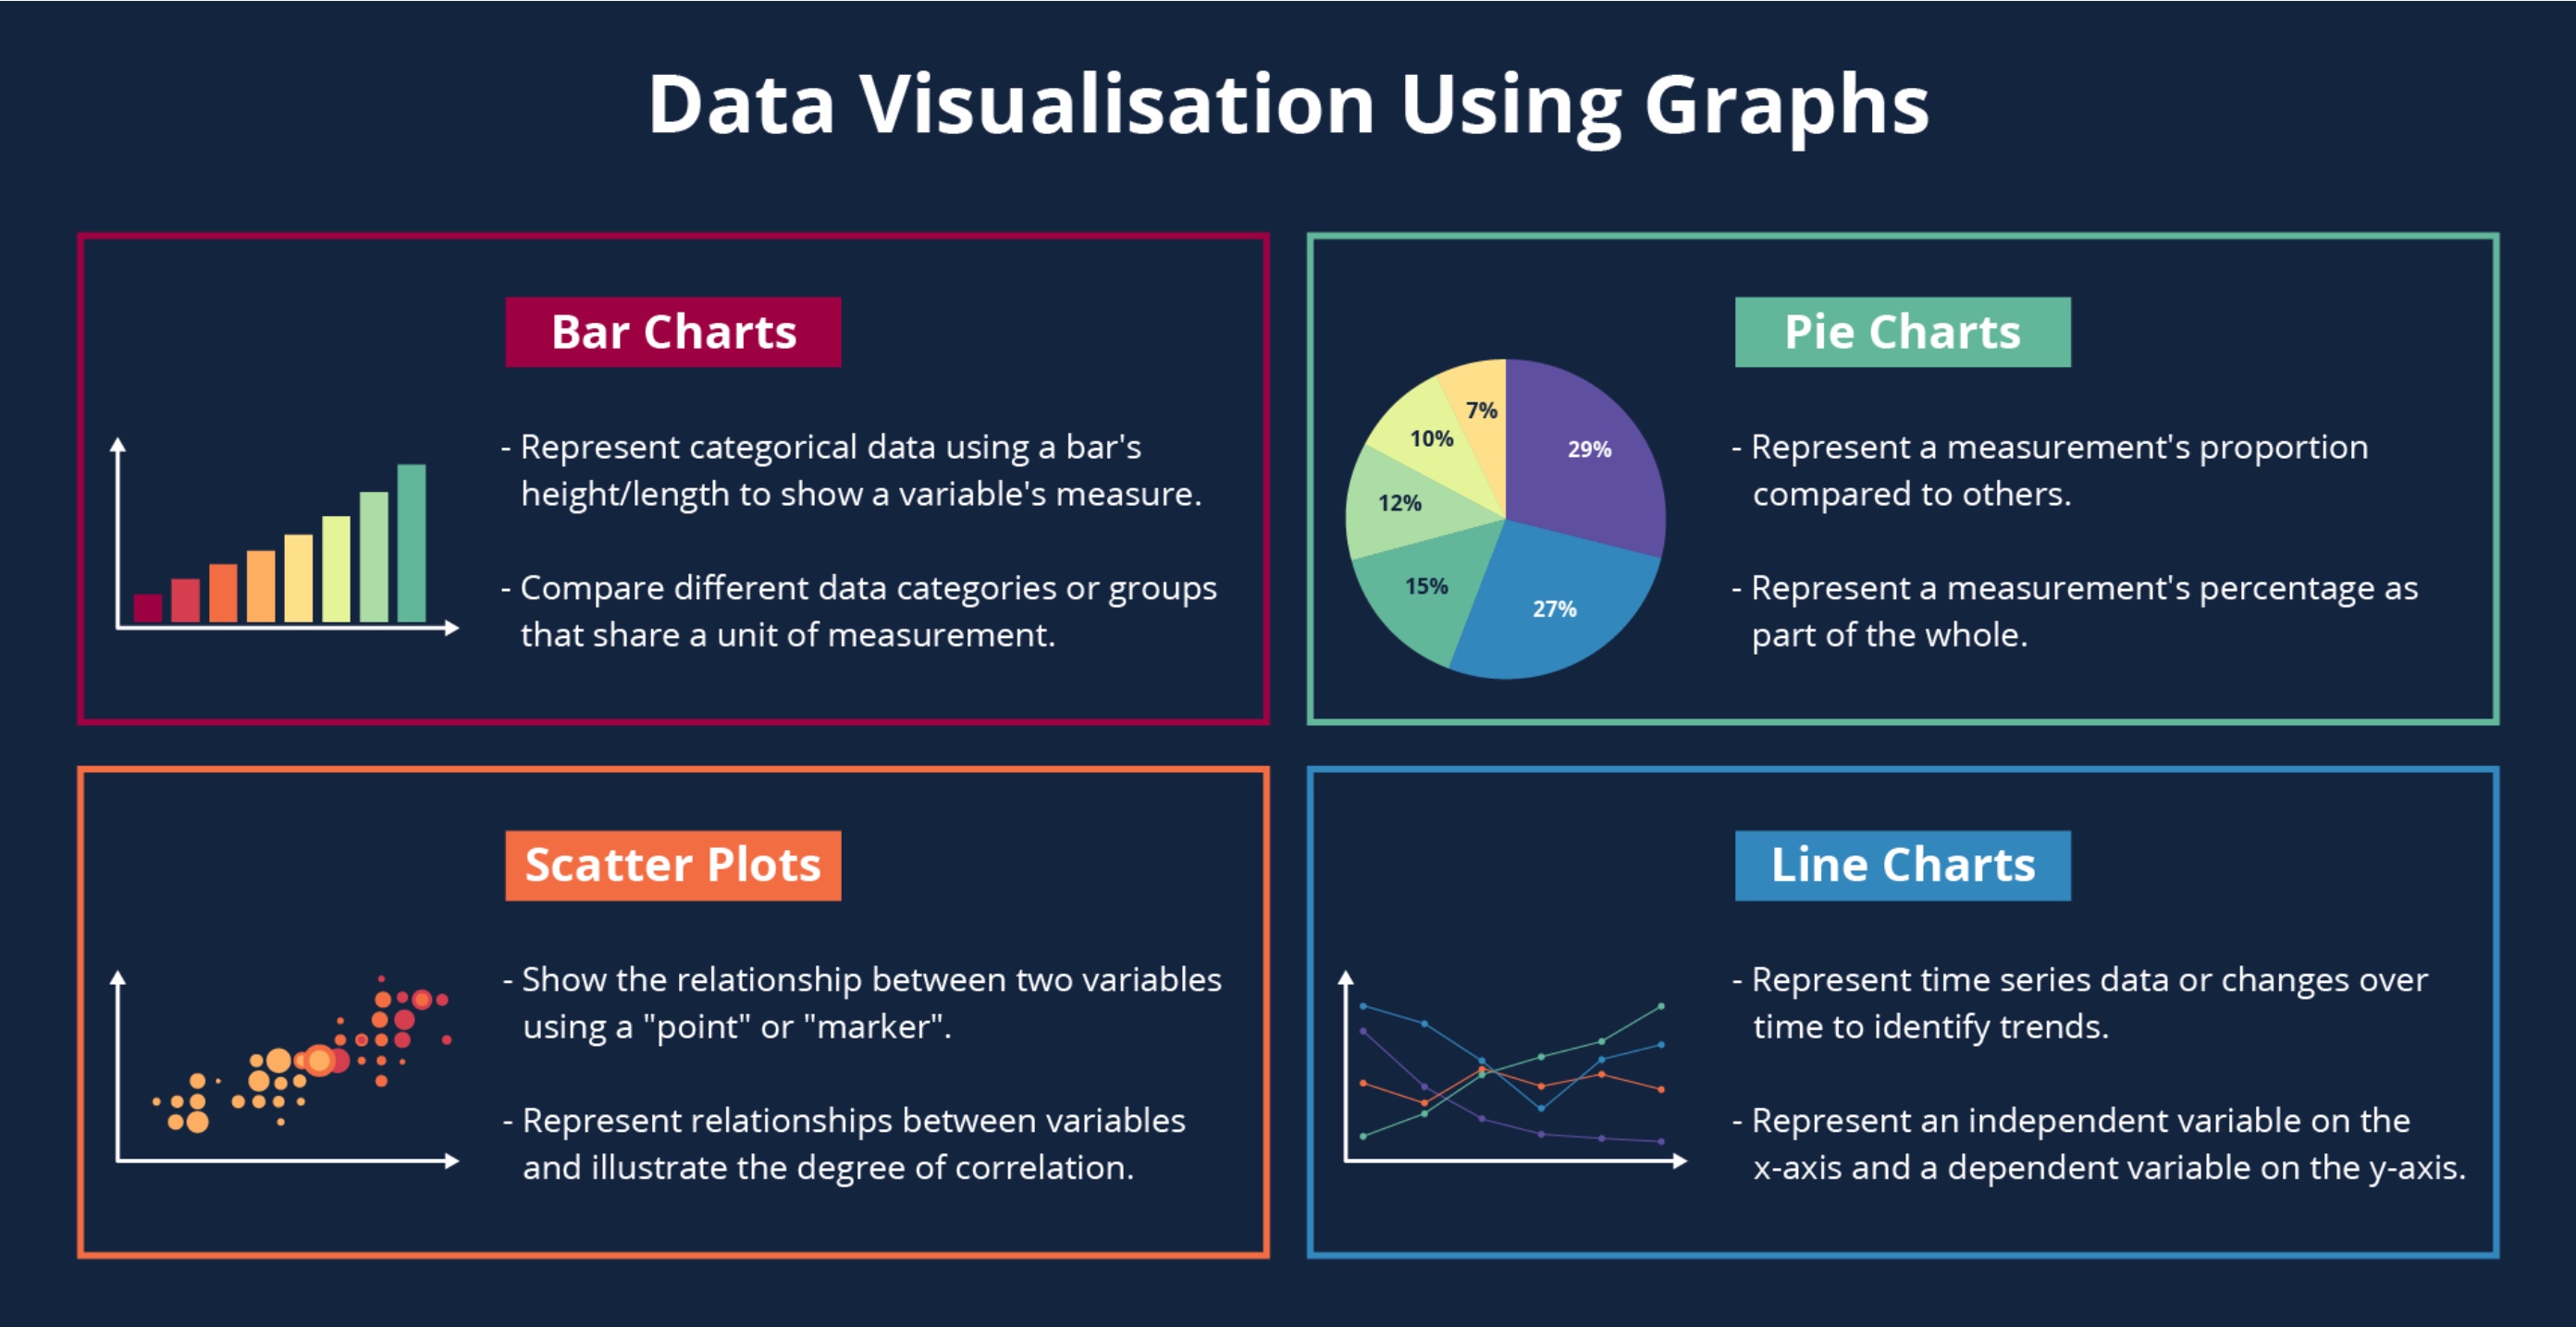 Data Visualisation Using Graphs
Bar Charts
- Represent categorical data using a bar's
height/length to show a variable's measure.
- Compare different data categories or groups
that share a unit of measurement.
Pie Charts
7%
29%
10%
12%
15%
27%
- Represent a measurement's proportion
compared to others.
- Represent a measurement's percentage as
part of the whole.
Scatter Plots
- Show the relationship between two variables
using a "point" or "marker".
- Represent relationships between variables
and illustrate the degree of correlation.
Line Charts
- Represent time series data or changes over
time to identify trends.
- Represent an independent variable on the
x-axis and a dependent variable on the y-axis.